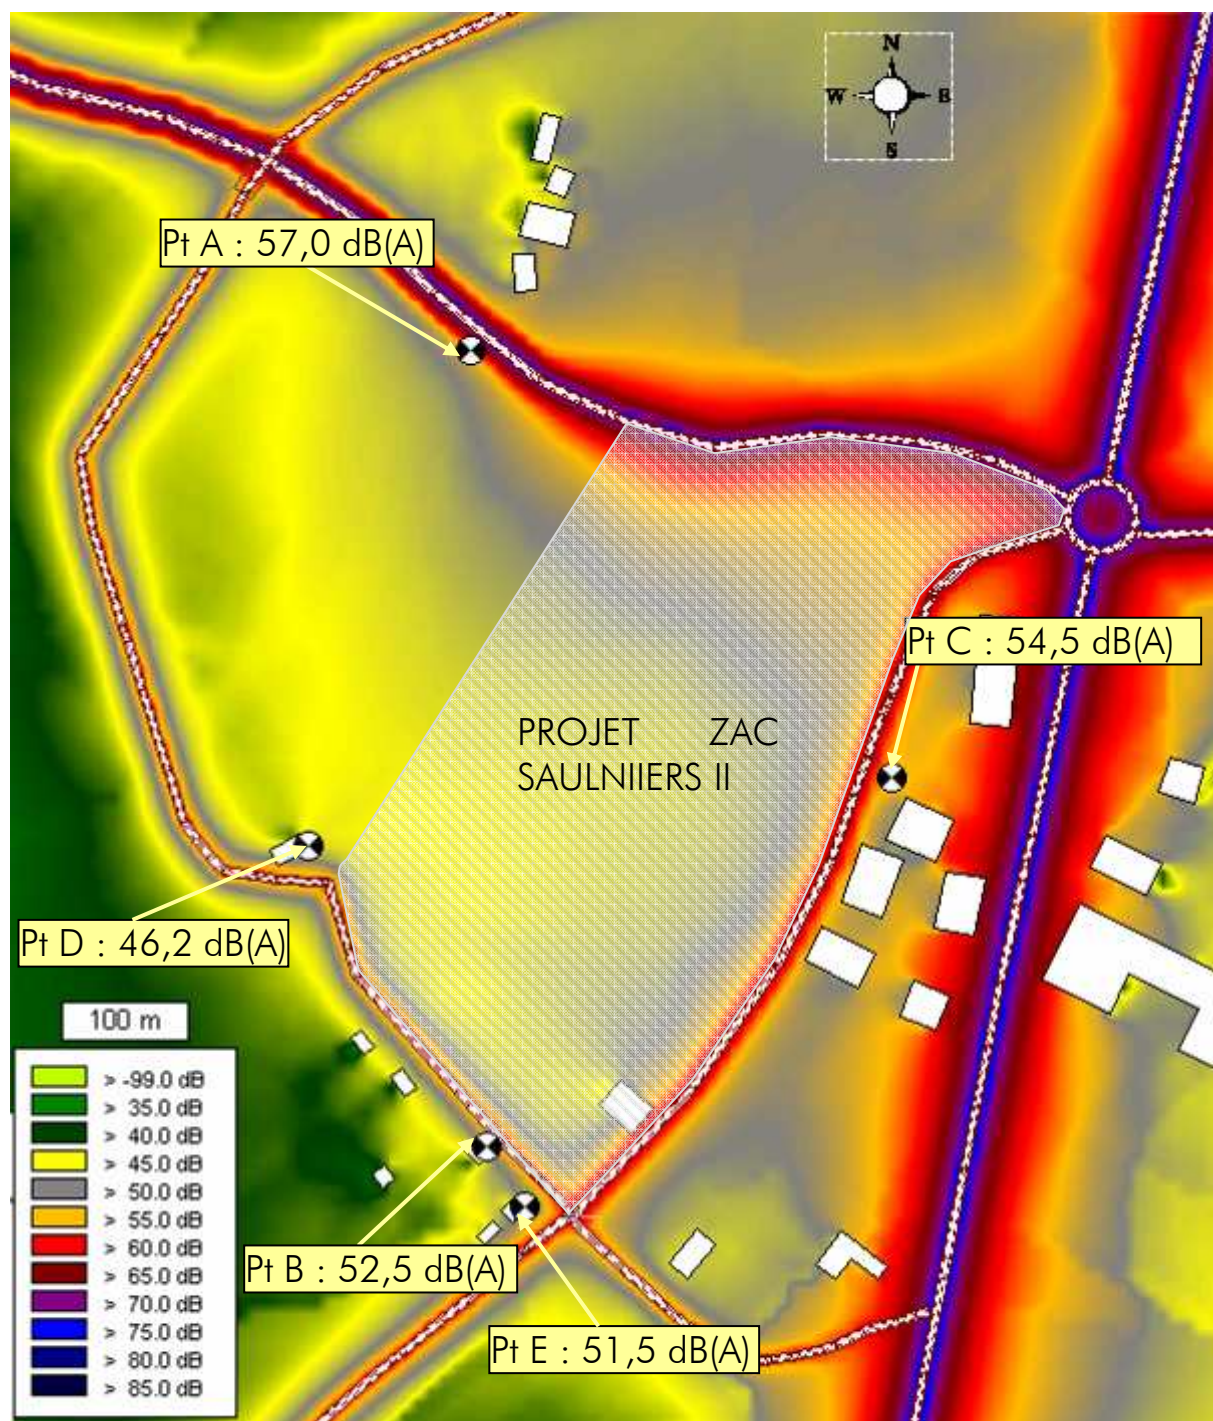 N
W E
S
Pt A : 57,0 dB(A)
Pt C : 54,5 dB(A)
PROJET ZAC
SAULNIIERS II
Pt D : 46,2 dB(A)
100 m
> -99.0 dB
> 35.0 dB
> 40.0 dB
> 45.0 dB
> 50.0 dB
> 55.0 dB
> 60.0 dB
> 65.0 dB
> 70.0 dB
> 75.0 dB
> 80.0 dB
> 85.0 dB
Pt B : 52,5 dB(A)
Pt E : 51,5 dB(A)